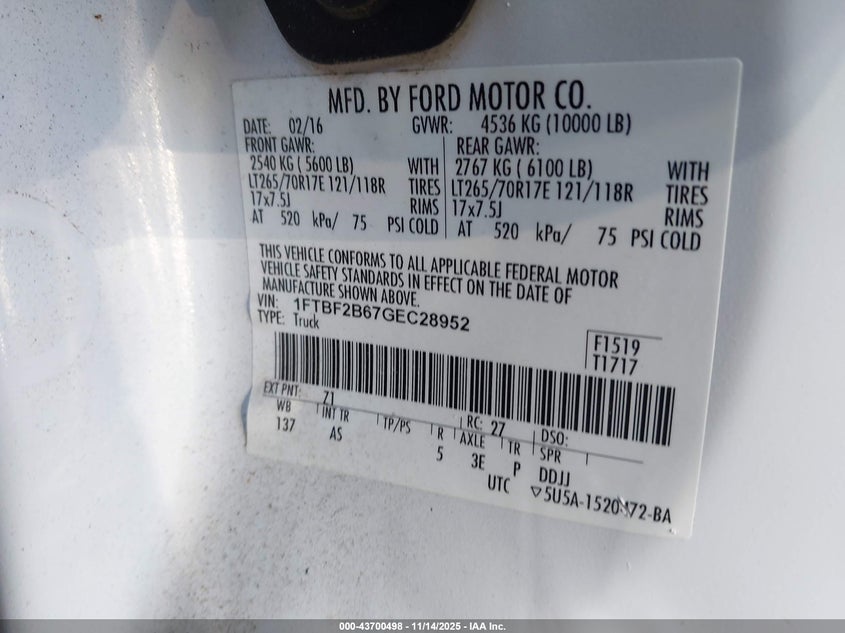 MFD. BY FORD MOTOR CO.
DATE: 02/16 GVWR: 4536 KG (10000 LB)
FRONT GAWR: REAR GAWR:
2540 KG ( 5600 LB) WITH 2767 KG ( 6100 LB) WITH
LT265/70R17E 121/118R TIRES LT265/70R17E 121/118R TIRES
17x7.5J RIMS 17x7.5J RIMS
AT 520 kPa/ 75 PSI COLD AT 520 kPa/ 75 PSI COLD
THIS VEHICLE CONFORMS TO ALL APPLICABLE FEDERAL MOTOR
VEHICLE SAFETY STANDARDS IN EFFECT ON THE DATE OF
MANUFACTURE SHOWN ABOVE.
VIN: 1FTBF2B67GEC28952
TYPE: Truck
F1519
T1717
EXT PNT: Z1 RC: 27 DSO:
WB INT TR TP/PS R AXLE TR SPR
137 AS 5 3E P DDJJ
UTC ▽5U5A-1520472-BA
000-43700498 - 11/14/2025 - IAA Inc.